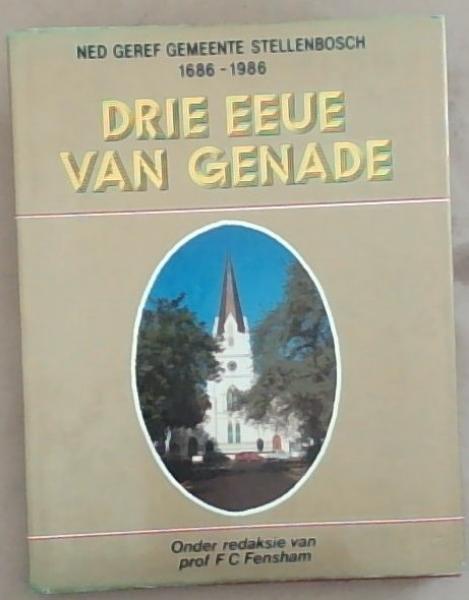 NED GEREF GEMEENTE STELLENBOSCH
1686-1986
DRIE EEUE
VAN GENADE
Onder redaksie van
prof F C Fensham